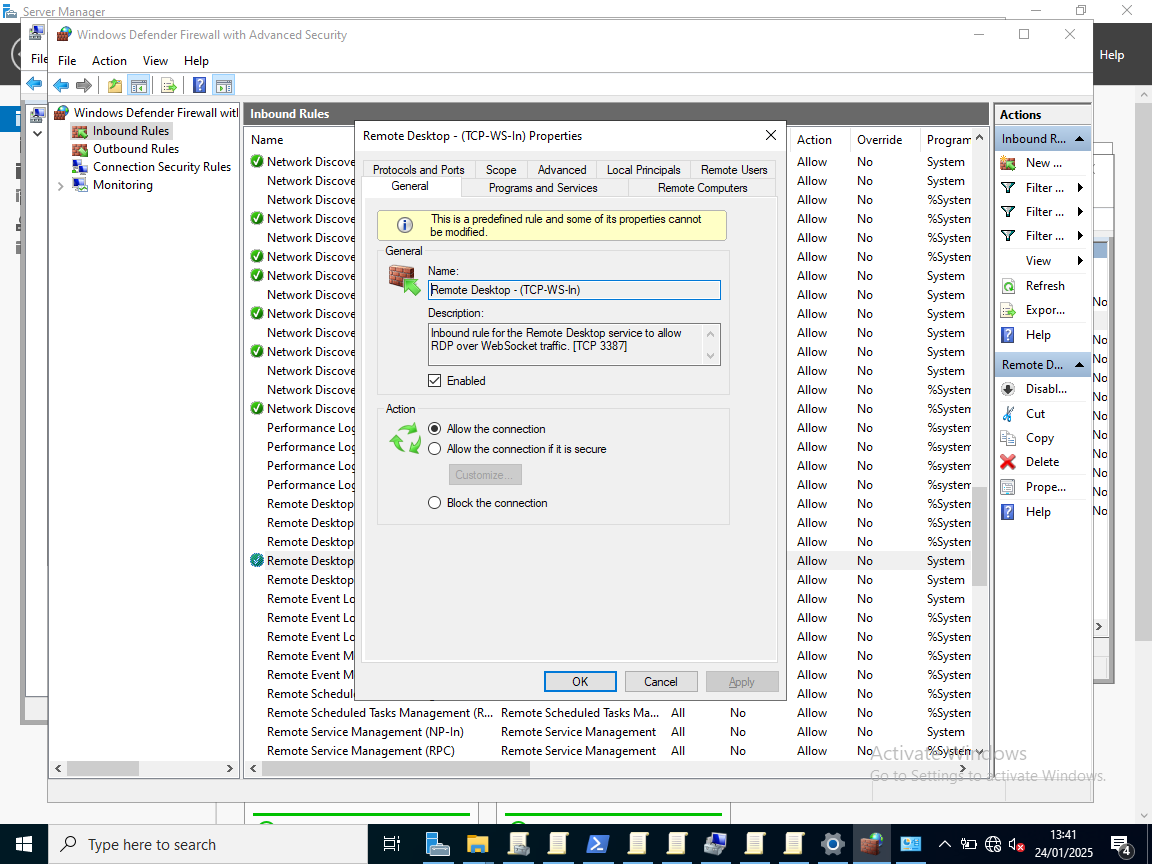 Server Manager
Windows Defender Firewall with Advanced Security
File
File
Action
View
Help
Help
Windows Defender Firewall with
Inbound Rules
Outbound Rules
Connection Security Rules
Monitoring
Inbound Rules
Name
Action
Override
Program
Network Discove Allow No System
Network Discove Allow No System
Network Discove Allow No %System
Network Discove Allow No %System
Network Discove Allow No %System
Network Discove Allow No %System
Network Discove Allow No System
Network Discove Allow No System
Network Discove Allow No System
Network Discove Allow No System
Network Discove Allow No System
Network Discove Allow No System
Network Discove Allow No %System
Network Discove Allow No %System
Performance Log Allow No %system
Performance Log Allow No %system
Performance Log Allow No %system
Performance Log Allow No %system
Remote Desktop Allow No %System
Remote Desktop Allow No %System
Remote Desktop Allow No %System
Remote Desktop Allow No System
Remote Desktop Allow No System
Remote Event Lo Allow No System
Remote Event Lo Allow No %System
Remote Event Lo Allow No %System
Remote Event M Allow No %System
Remote Event M Allow No %System
Remote Schedul Allow No %System
Remote Scheduled Tasks Management (R... Remote Scheduled Tasks Ma... All No Allow No %System
Remote Service Management (NP-In) Remote Service Management All No Allow No System
Remote Service Management (RPC) Remote Service Management All No Allow No %System
Remote Desktop - (TCP-WS-In) Properties
Protocols and Ports
Scope
Advanced
Local Principals
Remote Users
General
Programs and Services
Remote Computers
This is a predefined rule and some of its properties cannot
be modified.
General
Name:
Remote Desktop - (TCP-WS-In)
Description:
Inbound rule for the Remote Desktop service to allow
RDP over WebSocket traffic. [TCP 3387]
Enabled
Action
Allow the connection
Allow the connection if it is secure
Customize...
Block the connection
OK
Cancel
Apply
Actions
Inbound R...
New ...
Filter ...
Filter ...
Filter ...
View
Refresh
Expor...
Help
Remote D...
Disabl...
Cut
Copy
Delete
Prope...
Help
No
No
No
No
No
No
No
No
No
No
No
Activate Windows
Go to Settings to activate Windows.
Type here to search
13:41
24/01/2025
4